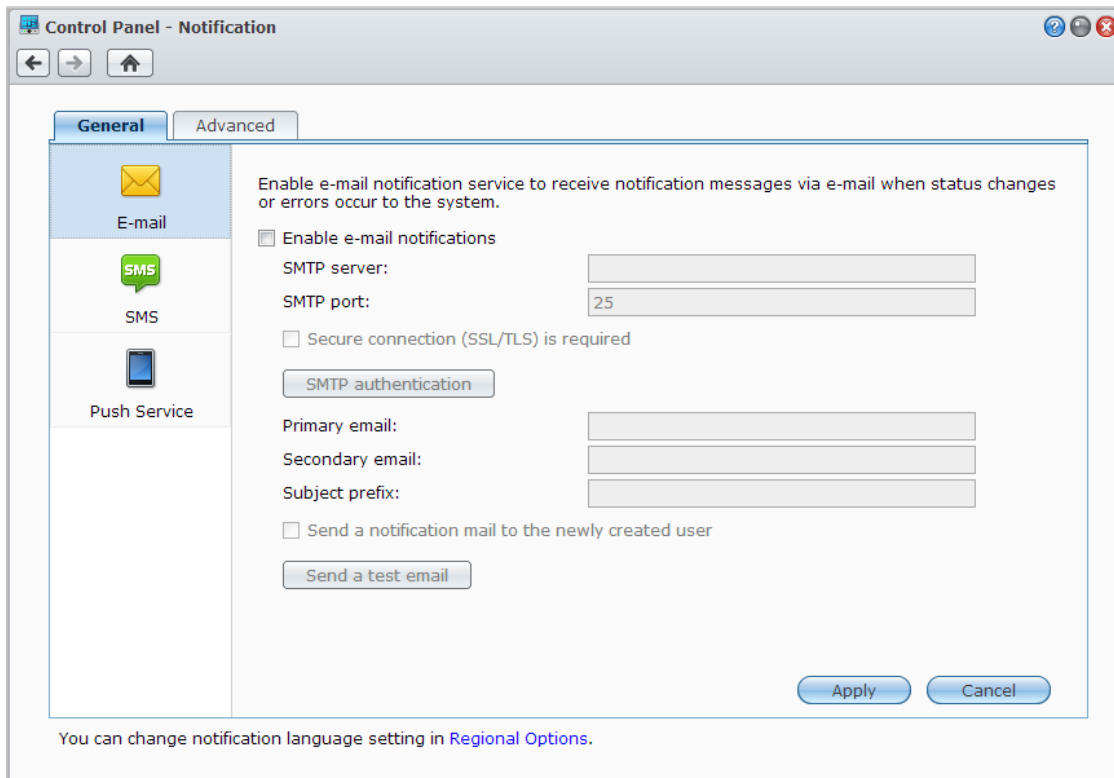 Control Panel - Notification
General
Advanced
E-mail
SMS
SMS
Push Service
Enable e-mail notification service to receive notification messages via e-mail when status changes
or errors occur to the system.
Enable e-mail notifications
SMTP server:
SMTP port: 25
Secure connection (SSL/TLS) is required
SMTP authentication
Primary email:
Secondary email:
Subject prefix:
Send a notification mail to the newly created user
Send a test email
Apply Cancel
You can change notification language setting in Regional Options.